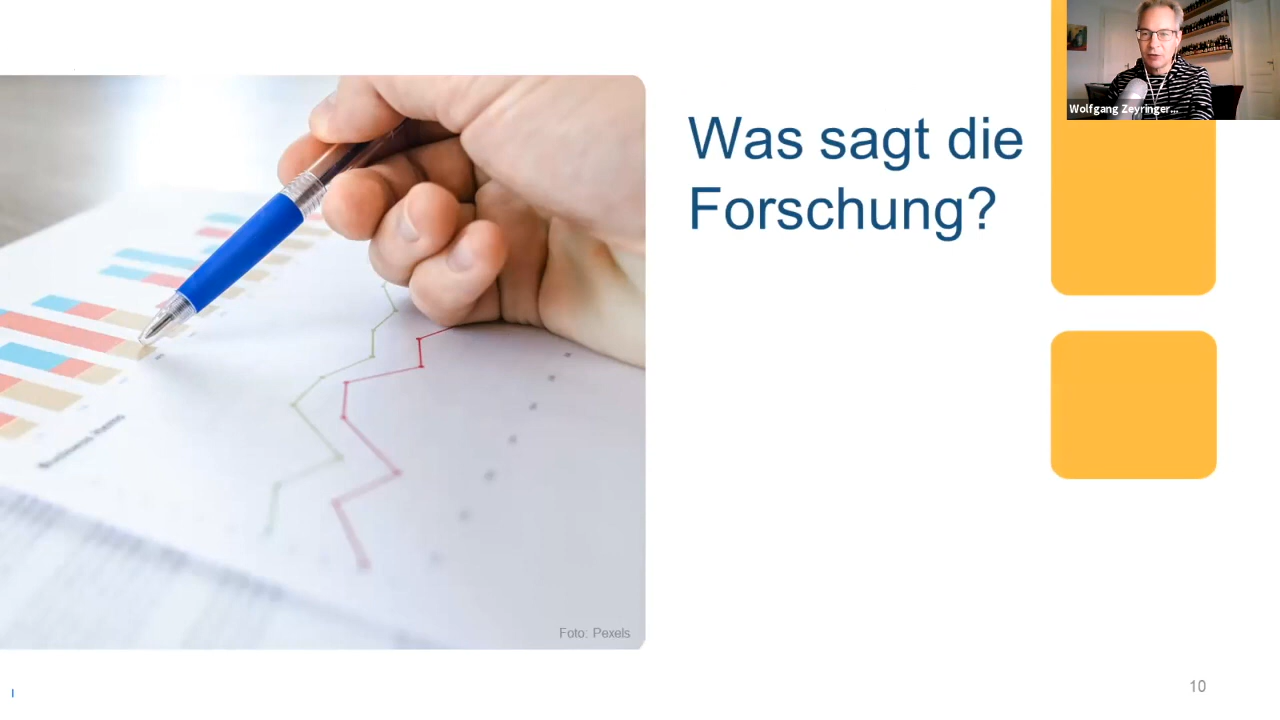 Wolfgang Zeyringer...
Was sagt die
Forschung?
Foto: Pexels
10